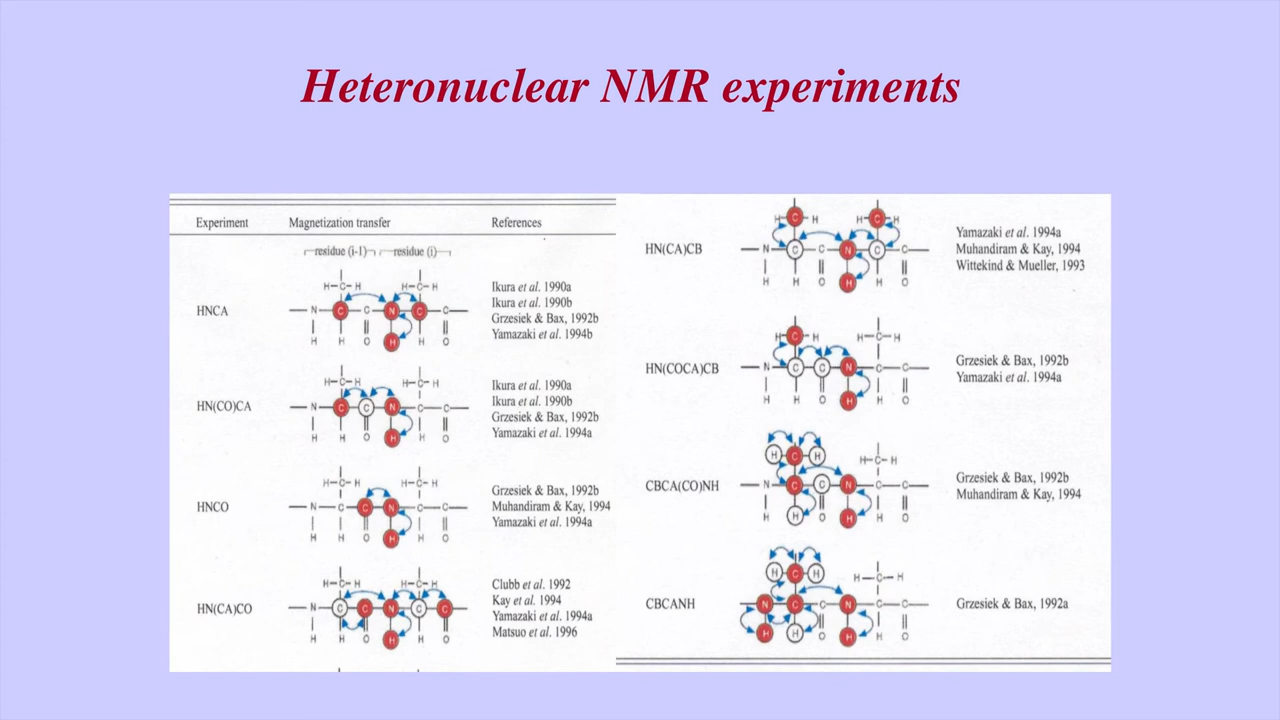 Heteronuclear NMR experiments
Experiment Magnetization transfer References
residue (i-1) residue (i)
H–C–H H–C–H
HNCA
N C C N C C
H H O H H O
Ikura et al. 1990a
Ikura et al. 1990b
Grzesiek & Bax, 1992b
Yamazaki et al. 1994b
H–C–H H–C–H
HN(CO)CA
N C C N C C
H H O H H O
Ikura et al. 1990a
Ikura et al. 1990b
Grzesiek & Bax, 1992b
Yamazaki et al. 1994a
H–C–H H–C–H
HNCO
N C C N C C
H H O H H O
Grzesiek & Bax, 1992b
Muhandiram & Kay, 1994
Yamazaki et al. 1994a
H–C–H H–C–H
HN(CA)CO
N C C N C C
H H O H H O
Clubb et al. 1992
Kay et al. 1994
Yamazaki et al. 1994a
Matsuo et al. 1996
H C H H C H
HN(CA)CB
N C C N C C
H H O H H O
Yamazaki et al. 1994a
Muhandiram & Kay, 1994
Wittekind & Mueller, 1993
H C H H–C–H
HN(COCA)CB
N C C N C C
H H O H H O
Grzesiek & Bax, 1992b
Yamazaki et al. 1994a
H C H H–C–H
CBCA(CO)NH
N C C N C C
H H O H H O
Grzesiek & Bax, 1992b
Muhandiram & Kay, 1994
H C H H–C–H
CBCANH
N C C N C C
H H O H H O
Grzesiek & Bax, 1992a